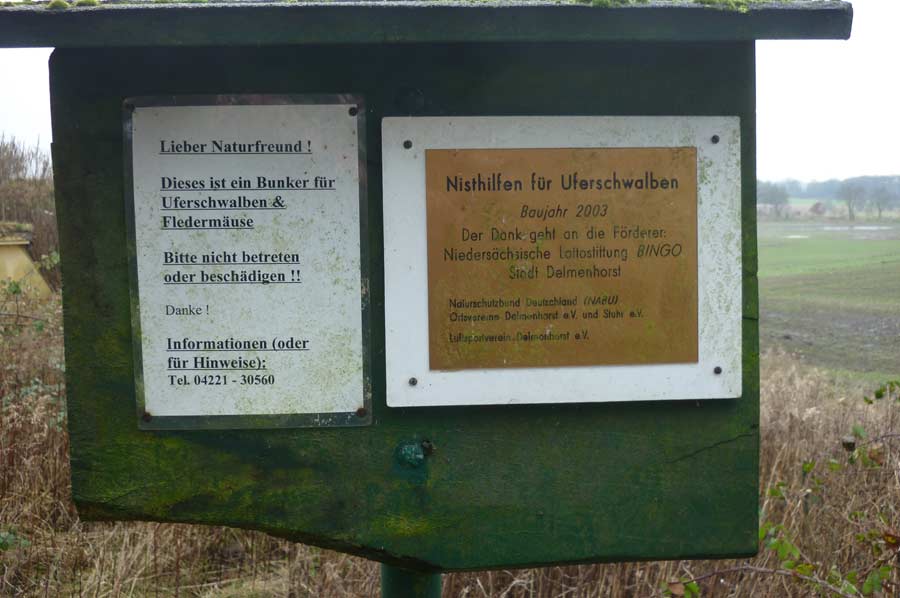 Lieber Naturfreund !
Dieses ist ein Bunker für
Uferschwalben &
Fledermäuse
Bitte nicht betreten
oder beschädigen !!
Danke !
Informationen (oder
für Hinweise):
Tel. 04221 - 30560
Nisthilfen für Uferschwalben
Baujahr 2003
Der Dank geht an die Förderer:
Niedersächsische Lottostiftung BINGO
Stadt Delmenhorst
Naturschutzbund Deutschland (NABU)
Ortsvereine Delmenhorst e.V. und Stuhr e.V.
Luftsportverein Delmenhorst e.V.